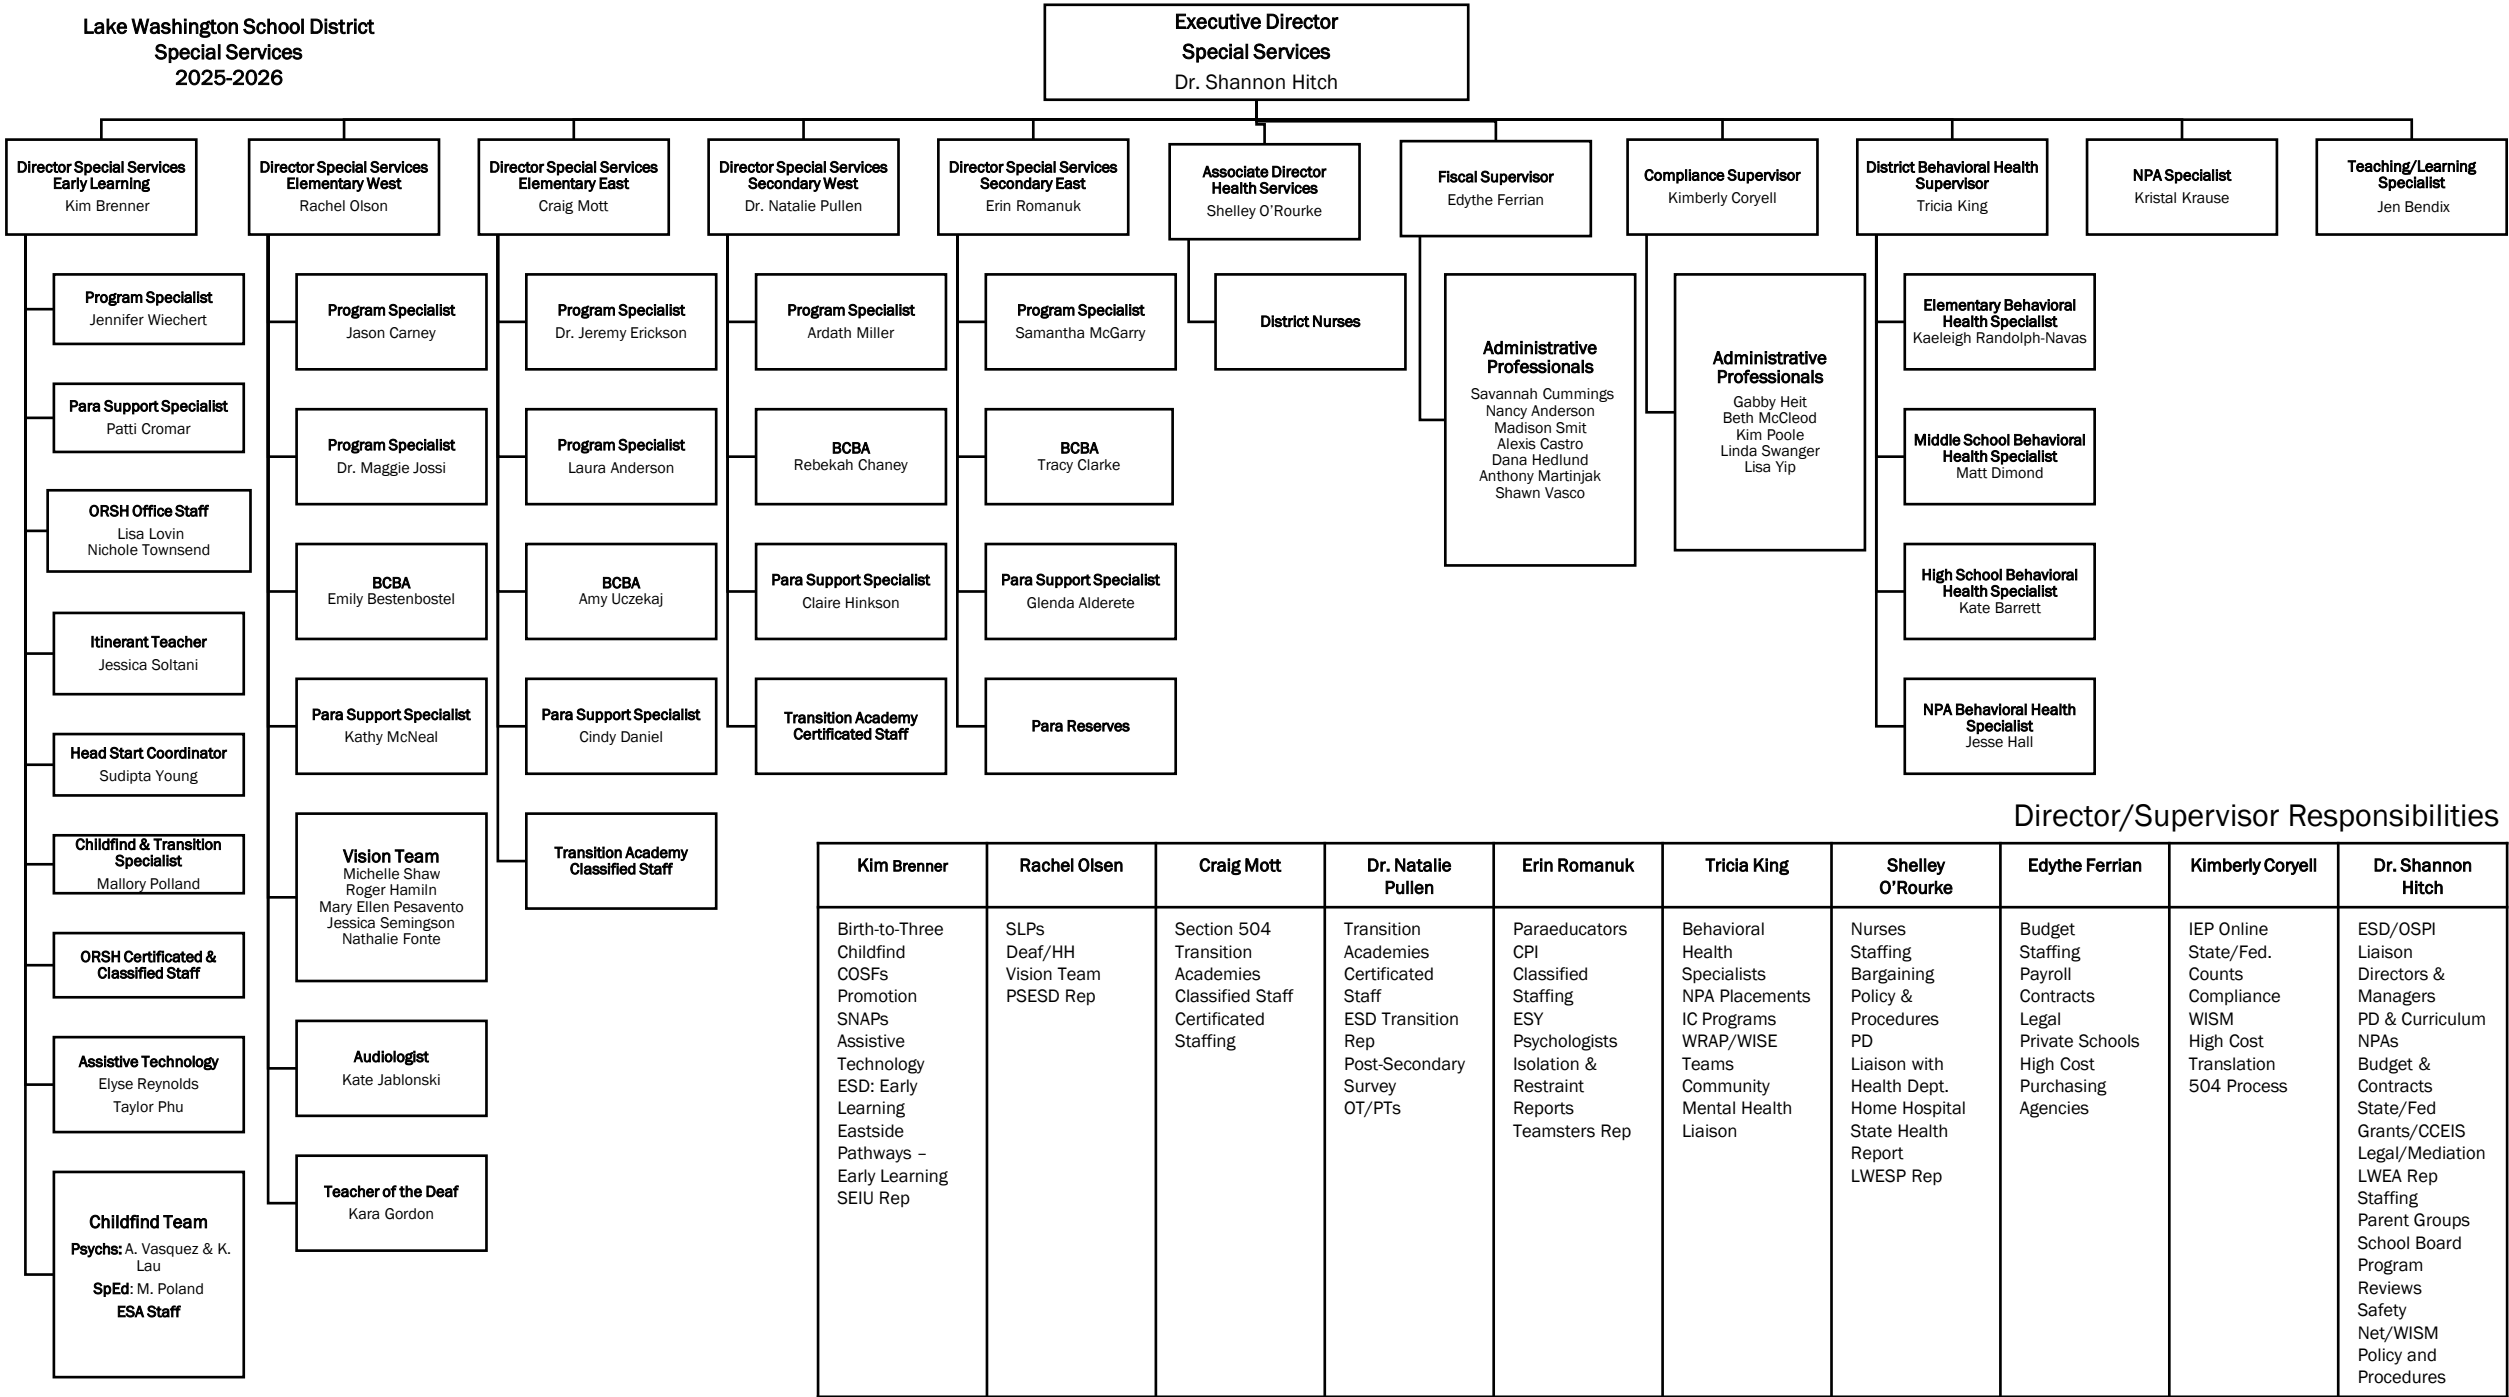 Lake Washington School District
Special Services
2025-2026
Executive Director
Special Services
Dr. Shannon Hitch
Director Special Services
Early Learning
Kim Brenner
Director Special Services
Elementary West
Rachel Olson
Director Special Services
Elementary East
Craig Mott
Director Special Services
Secondary West
Dr. Natalie Pullen
Director Special Services
Secondary East
Erin Romanuk
Associate Director
Health Services
Shelley O’Rourke
Fiscal Supervisor
Edythe Ferrian
Compliance Supervisor
Kimberly Coryell
District Behavioral Health
Supervisor
Tricia King
NPA Specialist
Kristal Krause
Teaching/Learning
Specialist
Jen Bendix
Program Specialist
Jennifer Wiechert
Para Support Specialist
Patti Cromar
ORSH Office Staff
Lisa Lovin
Nichole Townsend
Itinerant Teacher
Jessica Soltani
Head Start Coordinator
Sudipta Young
Childfind & Transition
Specialist
Mallory Polland
ORSH Certificated &
Classified Staff
Assistive Technology
Elyse Reynolds
Taylor Phu
Childfind Team
Psychs: A. Vasquez & K.
Lau
SpEd: M. Poland
ESA Staff
Program Specialist
Jason Carney
Program Specialist
Dr. Maggie Jossi
BCBA
Emily Bestenbostel
Para Support Specialist
Kathy McNeal
Vision Team
Michelle Shaw
Roger Hamiln
Mary Ellen Pesavento
Jessica Semingson
Nathalie Fonte
Audiologist
Kate Jablonski
Teacher of the Deaf
Kara Gordon
Program Specialist
Dr. Jeremy Erickson
Program Specialist
Laura Anderson
BCBA
Amy Uczekaj
Para Support Specialist
Cindy Daniel
Transition Academy
Classified Staff
Program Specialist
Ardath Miller
BCBA
Rebekah Chaney
Para Support Specialist
Claire Hinkson
Transition Academy
Certificated Staff
Program Specialist
Samantha McGarry
BCBA
Tracy Clarke
Para Support Specialist
Glenda Alderete
Para Reserves
District Nurses
Administrative
Professionals
Savannah Cummings
Nancy Anderson
Madison Smit
Alexis Castro
Dana Hedlund
Anthony Martinjak
Shawn Vasco
Administrative
Professionals
Gabby Heit
Beth McCleod
Kim Poole
Linda Swanger
Lisa Yip
Elementary Behavioral
Health Specialist
Kaeleigh Randolph-Navas
Middle School Behavioral
Health Specialist
Matt Dimond
High School Behavioral
Health Specialist
Kate Barrett
NPA Behavioral Health
Specialist
Jesse Hall
Director/Supervisor Responsibilities
Kim Brenner
Birth-to-Three
Childfind
COSFs
Promotion
SNAPs
Assistive
Technology
ESD: Early
Learning
Eastside
Pathways –
Early Learning
SEIU Rep
Rachel Olsen
SLPs
Deaf/HH
Vision Team
PSESD Rep
Craig Mott
Section 504
Transition
Academies
Classified Staff
Certificated
Staffing
Dr. Natalie
Pullen
Transition
Academies
Certificated
Staff
ESD Transition
Rep
Post-Secondary
Survey
OT/PTs
Erin Romanuk
Paraeducators
CPI
Classified
Staffing
ESY
Psychologists
Isolation &
Restraint
Reports
Teamsters Rep
Tricia King
Behavioral
Health
Specialists
NPA Placements
IC Programs
WRAP/WISE
Teams
Community
Mental Health
Liaison
Shelley
O’Rourke
Nurses
Staffing
Bargaining
Policy &
Procedures
PD
Liaison with
Health Dept.
Home Hospital
State Health
Report
LWESP Rep
Edythe Ferrian
Budget
Staffing
Payroll
Contracts
Legal
Private Schools
High Cost
Purchasing
Agencies
Kimberly Coryell
IEP Online
State/Fed.
Counts
Compliance
WISM
High Cost
Translation
504 Process
Dr. Shannon
Hitch
ESD/OSPI
Liaison
Directors &
Managers
PD & Curriculum
NPAs
Budget &
Contracts
State/Fed
Grants/CCEIS
Legal/Mediation
LWEA Rep
Staffing
Parent Groups
School Board
Program
Reviews
Safety
Net/WISM
Policy and
Procedures